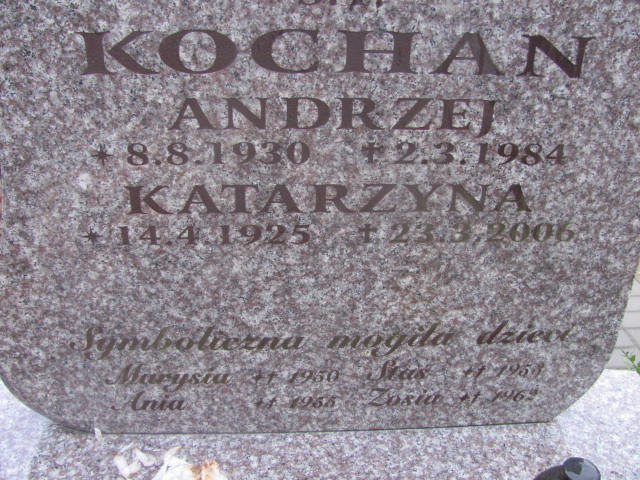 KOCHAN
ANDRZEJ
* 8.8.1930 † 2.3.1984
KATARZYNA
* 14.4.1925 † 23.3.2006
Symboliczna mogiła dzieci
Marysia *† 1950 Staś *† 1953
Ania *† 1955 Zosia *† 1962